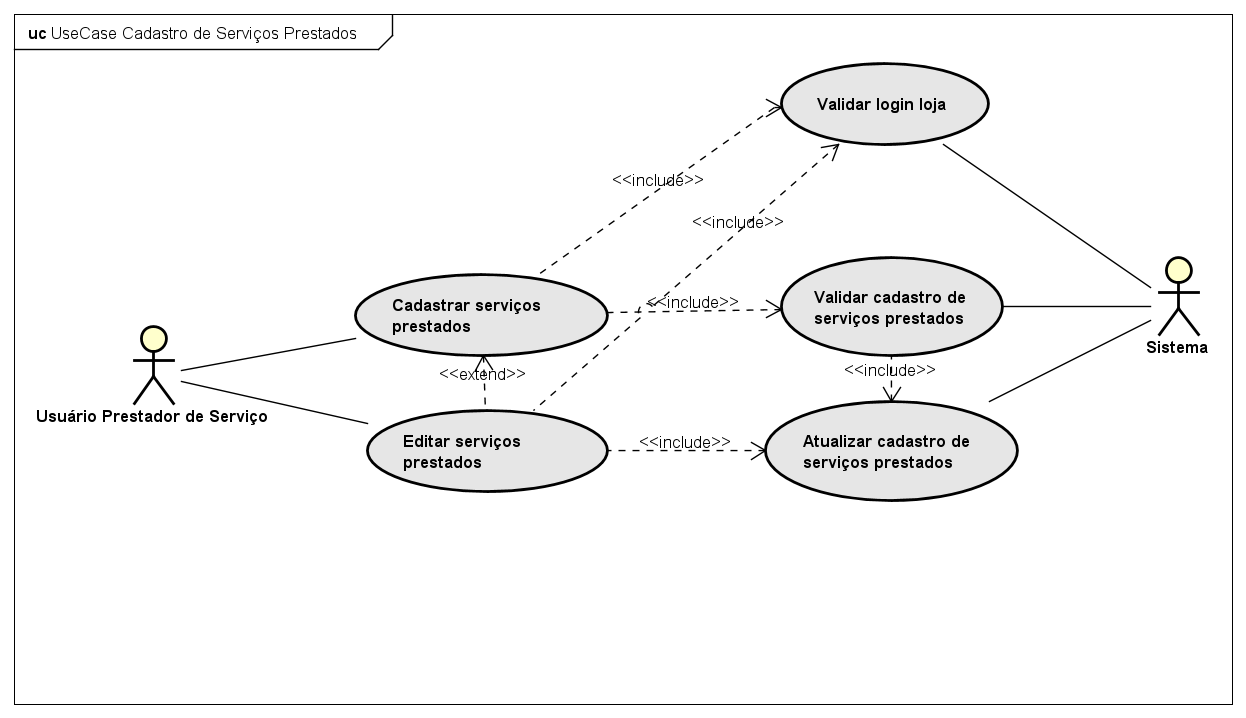 uc UseCase Cadastro de Serviços Prestados
Validar login loja
<<include>>
<<include>>
Cadastrar serviços
prestados
<<include>>
Validar cadastro de
serviços prestados
Sistema
<<extend>>
<<include>>
Usuário Prestador de Serviço
Editar serviços
prestados
<<include>>
Atualizar cadastro de
serviços prestados